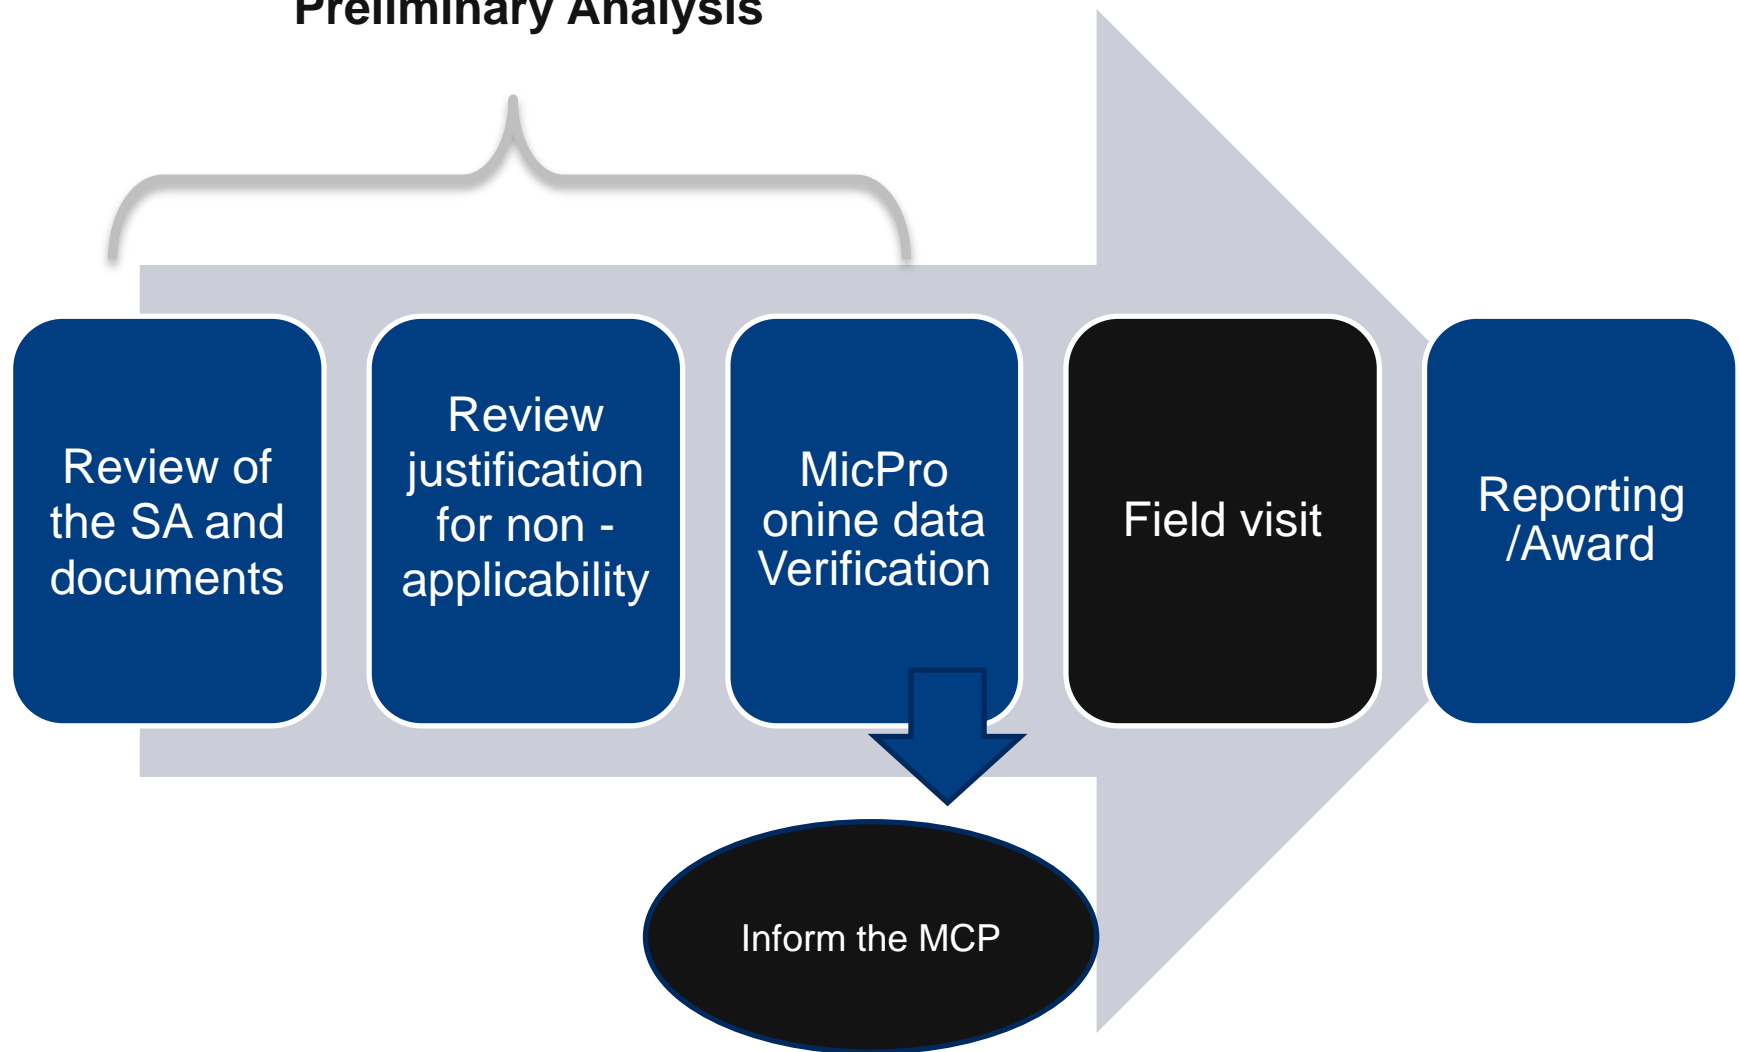 Preliminary Analysis
Review of
the SA and
documents
Review
justification
for non -
applicability
MicPro
onine data
Verification
Field visit
Reporting
/Award
Inform the MCP